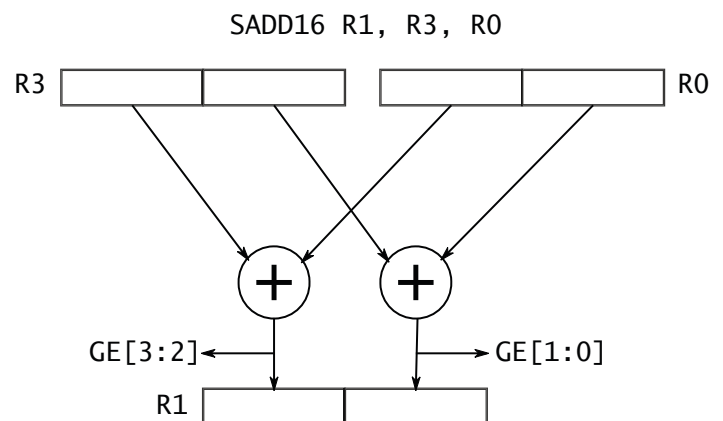 SADD16 R1, R3, R0
R3
R0
+
+
GE[3:2]
GE[1:0]
R1